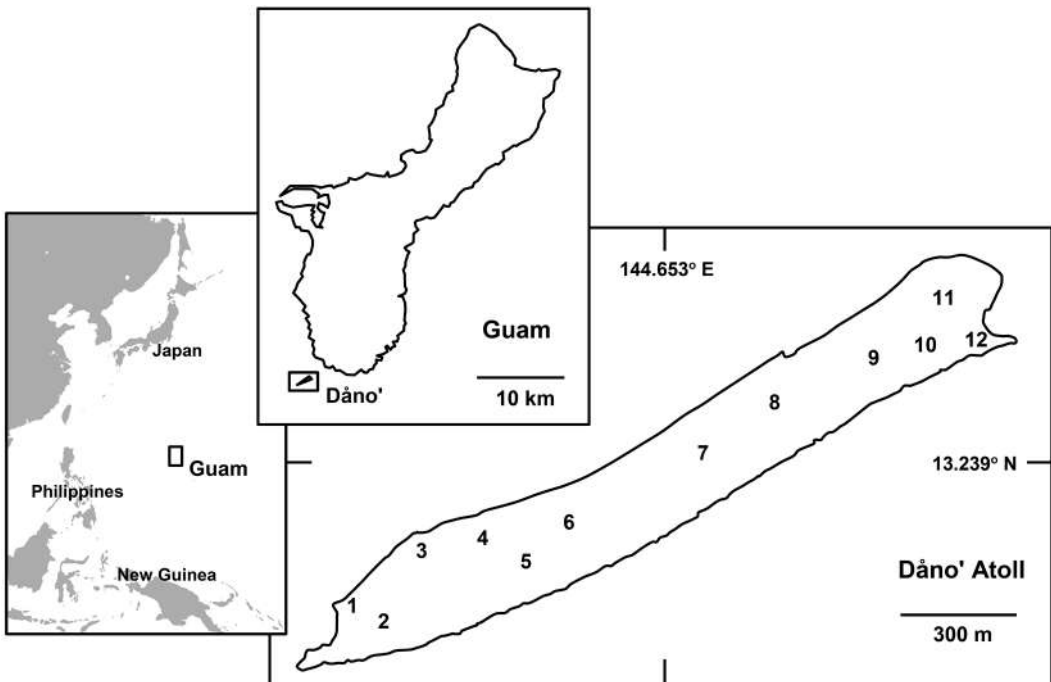 Guam
10 km
Dåno'
Japan
Guam
Philippines
New Guinea
144.653° E
11
12
10
9
8
7
13.239° N
6
4
3
5
1
2
Dåno' Atoll
300 m